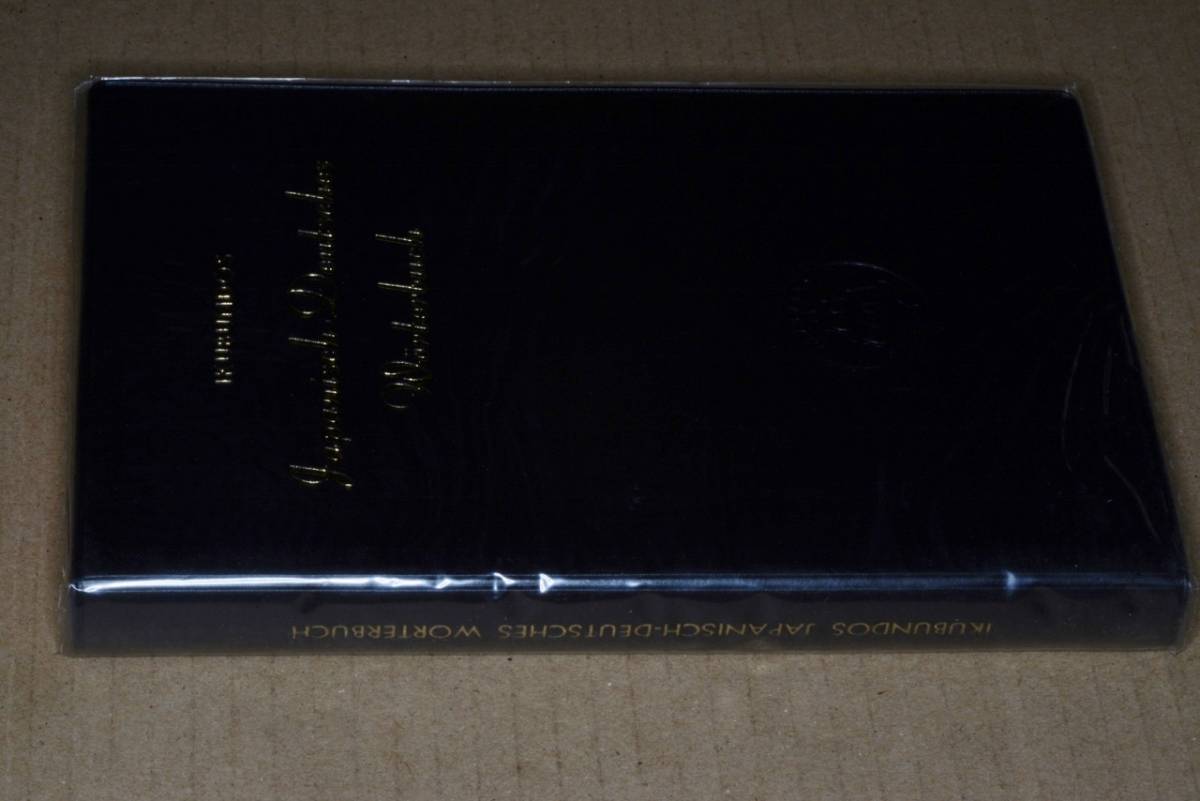 IKUBUNDOS
Japanisch-Deutsches
Wörterbuch
IKUBUNDOS JAPANISCH-DEUTSCHES WÖRTERBUCH